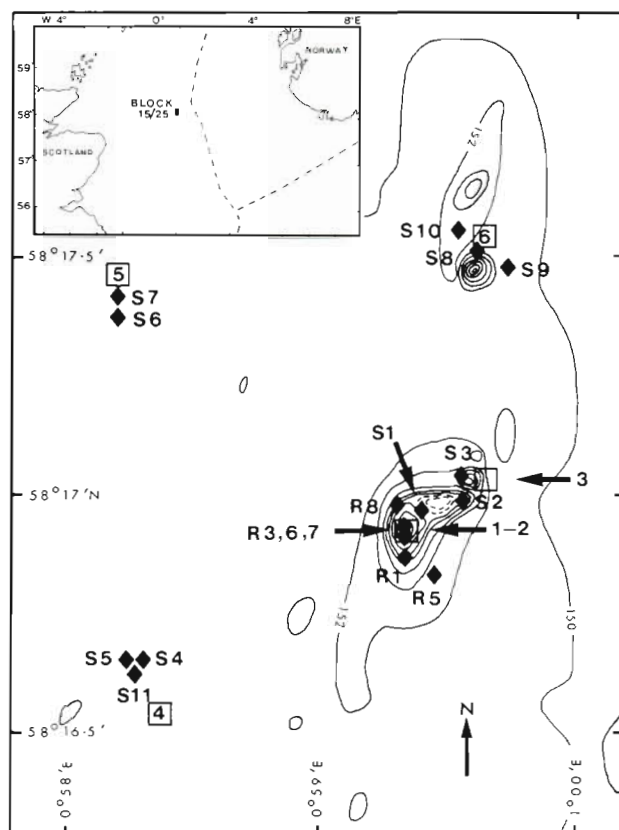 W 4° 0° 4° 8° E
59
58
57
56
NORWAY
BLOCK
15/25
SCOTLAND
152
S10
6
S8
S9
58° 17·5'
5
S7
S6
S1
S3
3
58° 17' N
R8
S2
R3,6,7
1-2
R1
R5
152
150
S5 S4
S11
4
N
58° 16·5'
0° 58' E
0° 59' E
1° 00' E